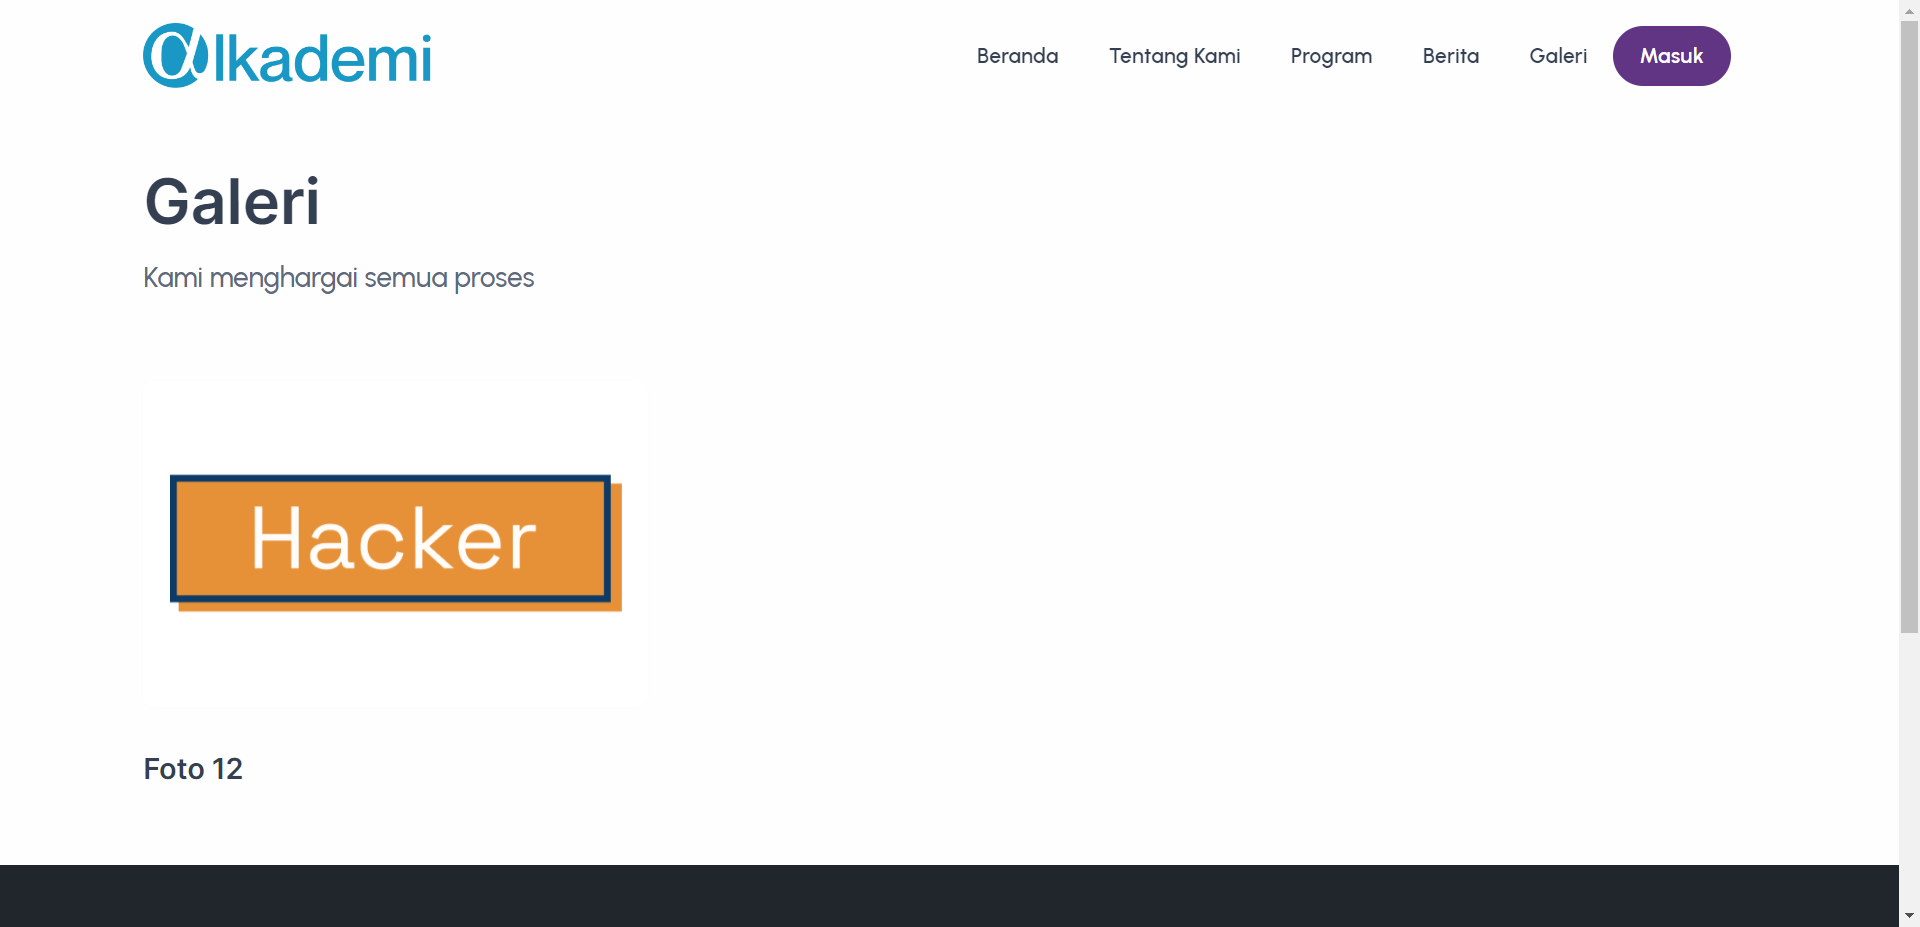 @lkademi
Beranda Tentang Kami Program Berita Galeri Masuk
Galeri
Kami menghargai semua proses
Hacker
Foto 12